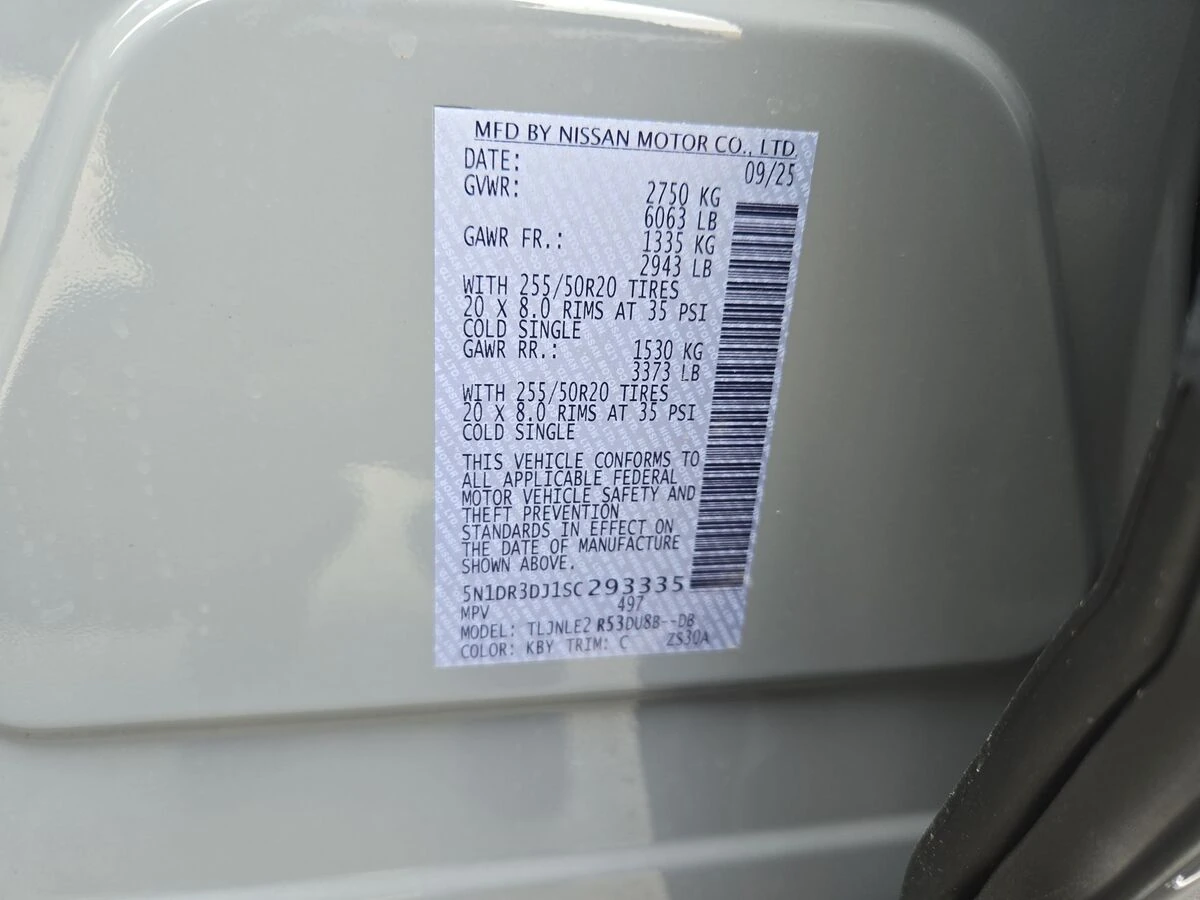 MFD BY NISSAN MOTOR CO., LTD.
DATE: 09/25
GVWR: 2750 KG
6063 LB
GAWR FR.: 1335 KG
2943 LB
WITH 255/50R20 TIRES
20 X 8.0 RIMS AT 35 PSI
COLD SINGLE
GAWR RR.: 1530 KG
3373 LB
WITH 255/50R20 TIRES
20 X 8.0 RIMS AT 35 PSI
COLD SINGLE
THIS VEHICLE CONFORMS TO
ALL APPLICABLE FEDERAL
MOTOR VEHICLE SAFETY AND
THEFT PREVENTION
STANDARDS IN EFFECT ON
THE DATE OF MANUFACTURE
SHOWN ABOVE.
5N1DR3DJ1SC293335
MPV 497
MODEL: TLJNLE2 R53DU8B--DB
COLOR: KBY TRIM: C ZS30A